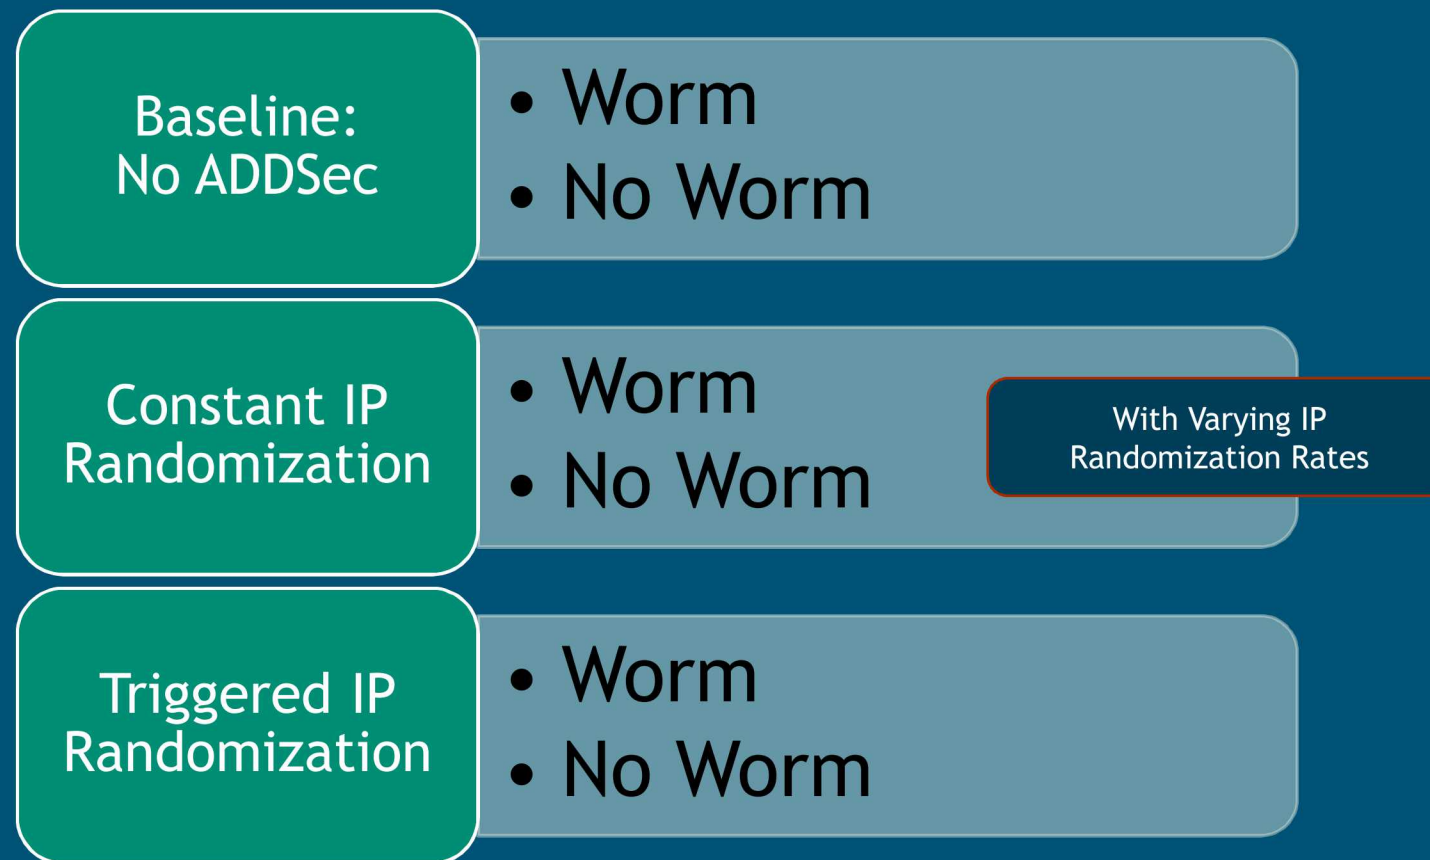 Baseline:
No ADDSec
• Worm
• No Worm
Constant IP
Randomization
• Worm
• No Worm
With Varying IP
Randomization Rates
Triggered IP
Randomization
• Worm
• No Worm